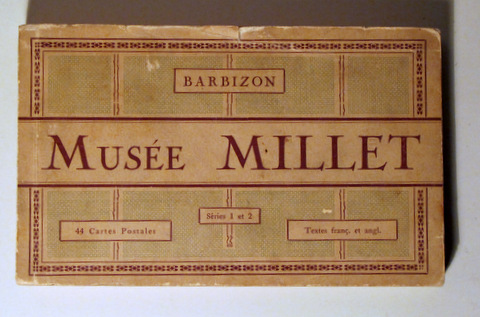 BARBIZON
MUSÉE MILLET
Séries 1 et 2
44 Cartes Postales
Textes franç. et angl.